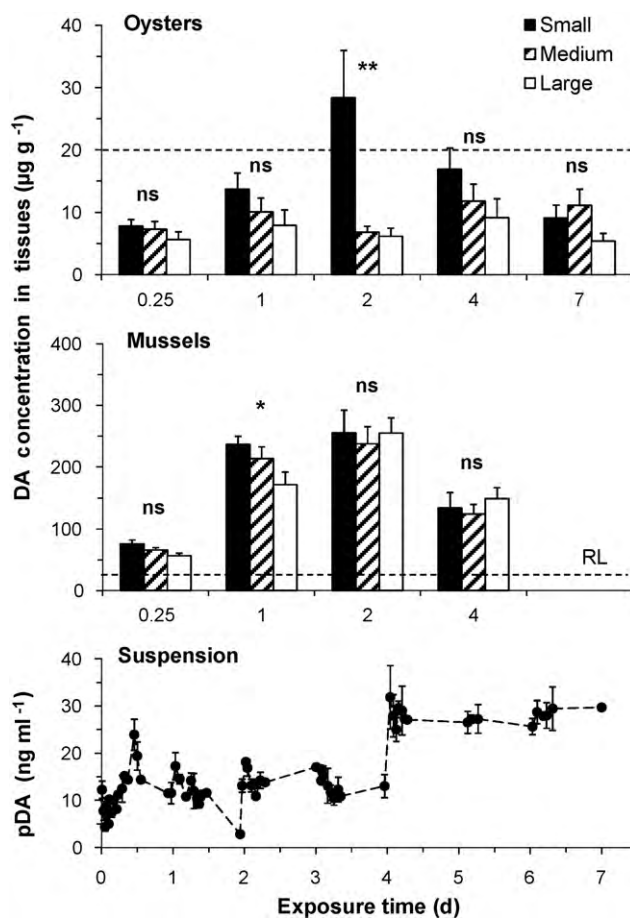 Oysters
Small
Medium
Large
40
30
20
10
0
ns
ns
**
ns
ns
0.25 1 2 4 7
DA concentration in tissues (µg g⁻¹)
Mussels
400
300
200
100
0
ns
*
ns
ns
RL
0.25 1 2 4
Suspension
pDA (ng ml⁻¹)
40
30
20
10
0
0 1 2 3 4 5 6 7
Exposure time (d)